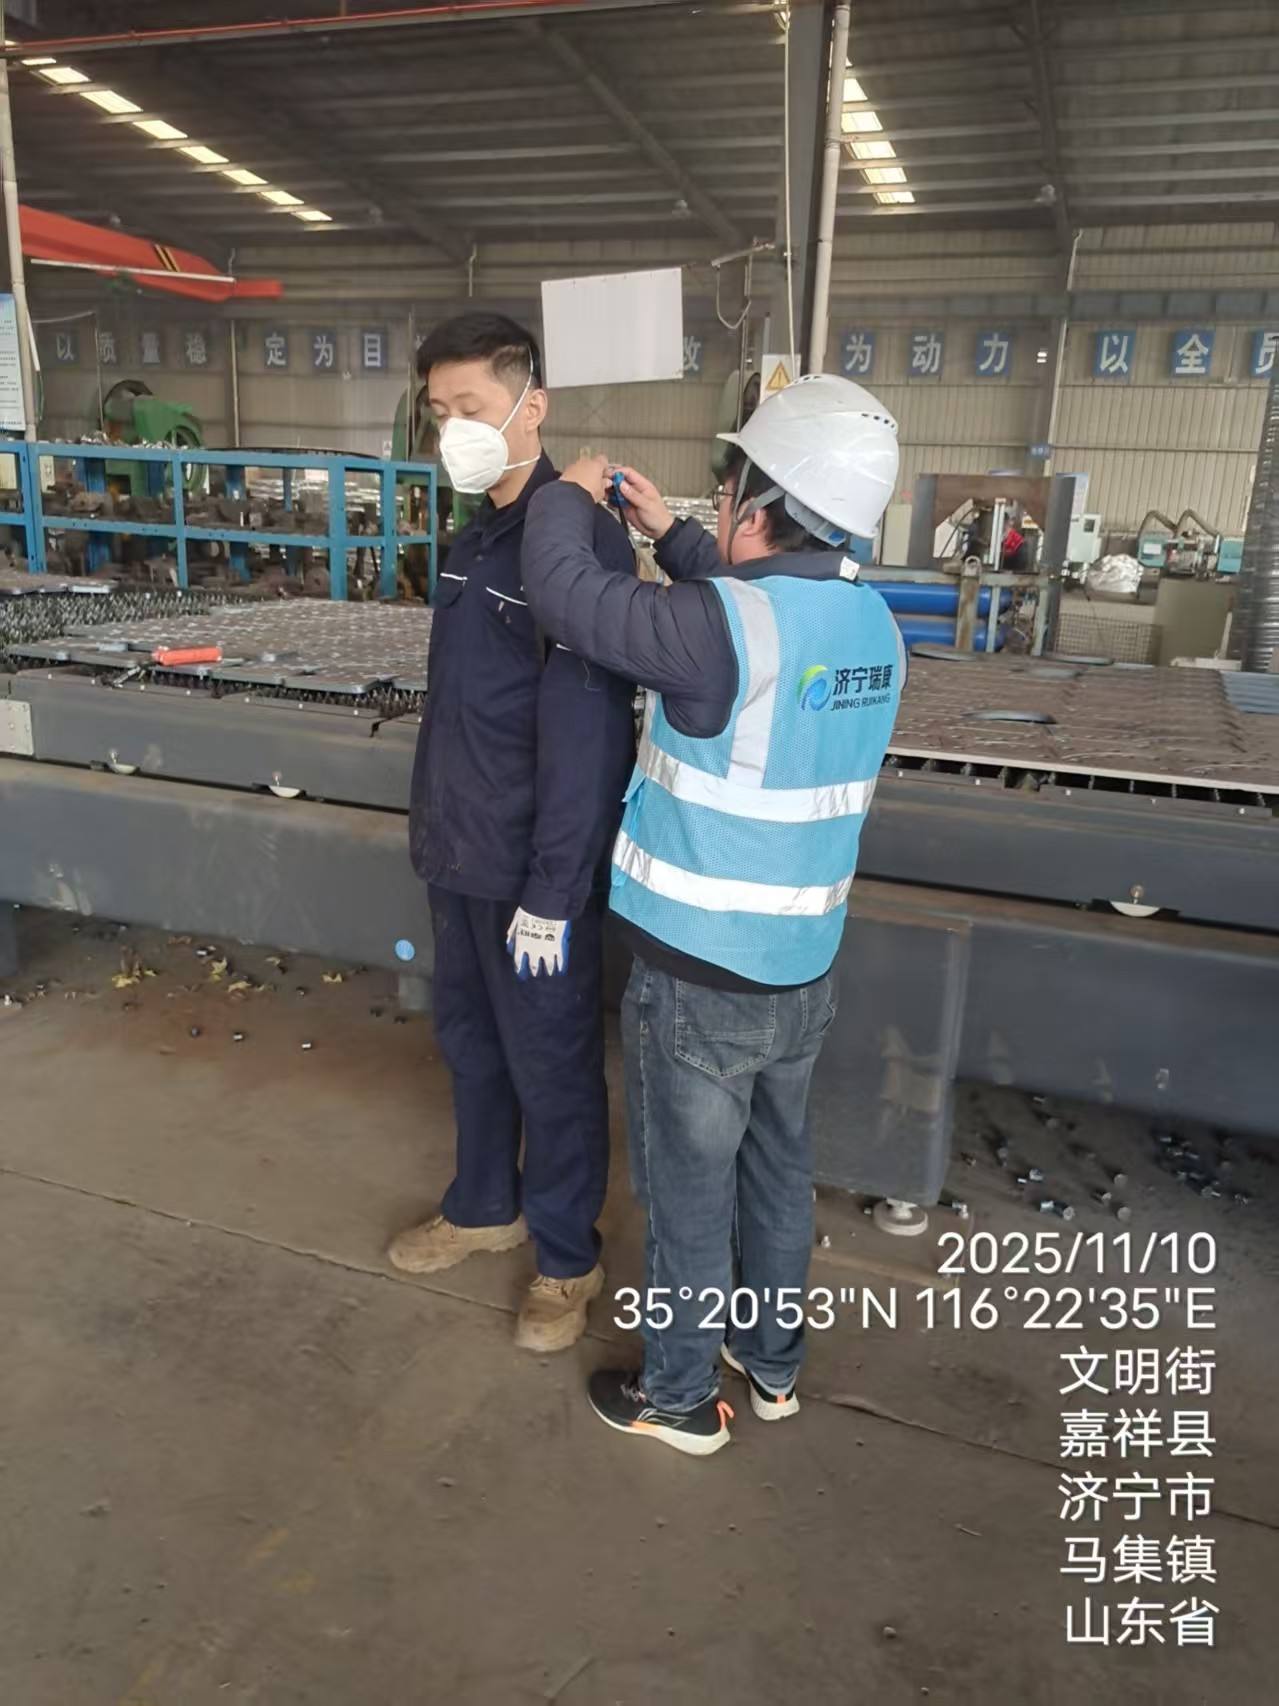 以质量稳
定为目
为动力
以全员
济宁瑞康
JINING RUIKANG
2025/11/10
35°20'53"N 116°22'35"E
文明街
嘉祥县
济宁市
马集镇
山东省